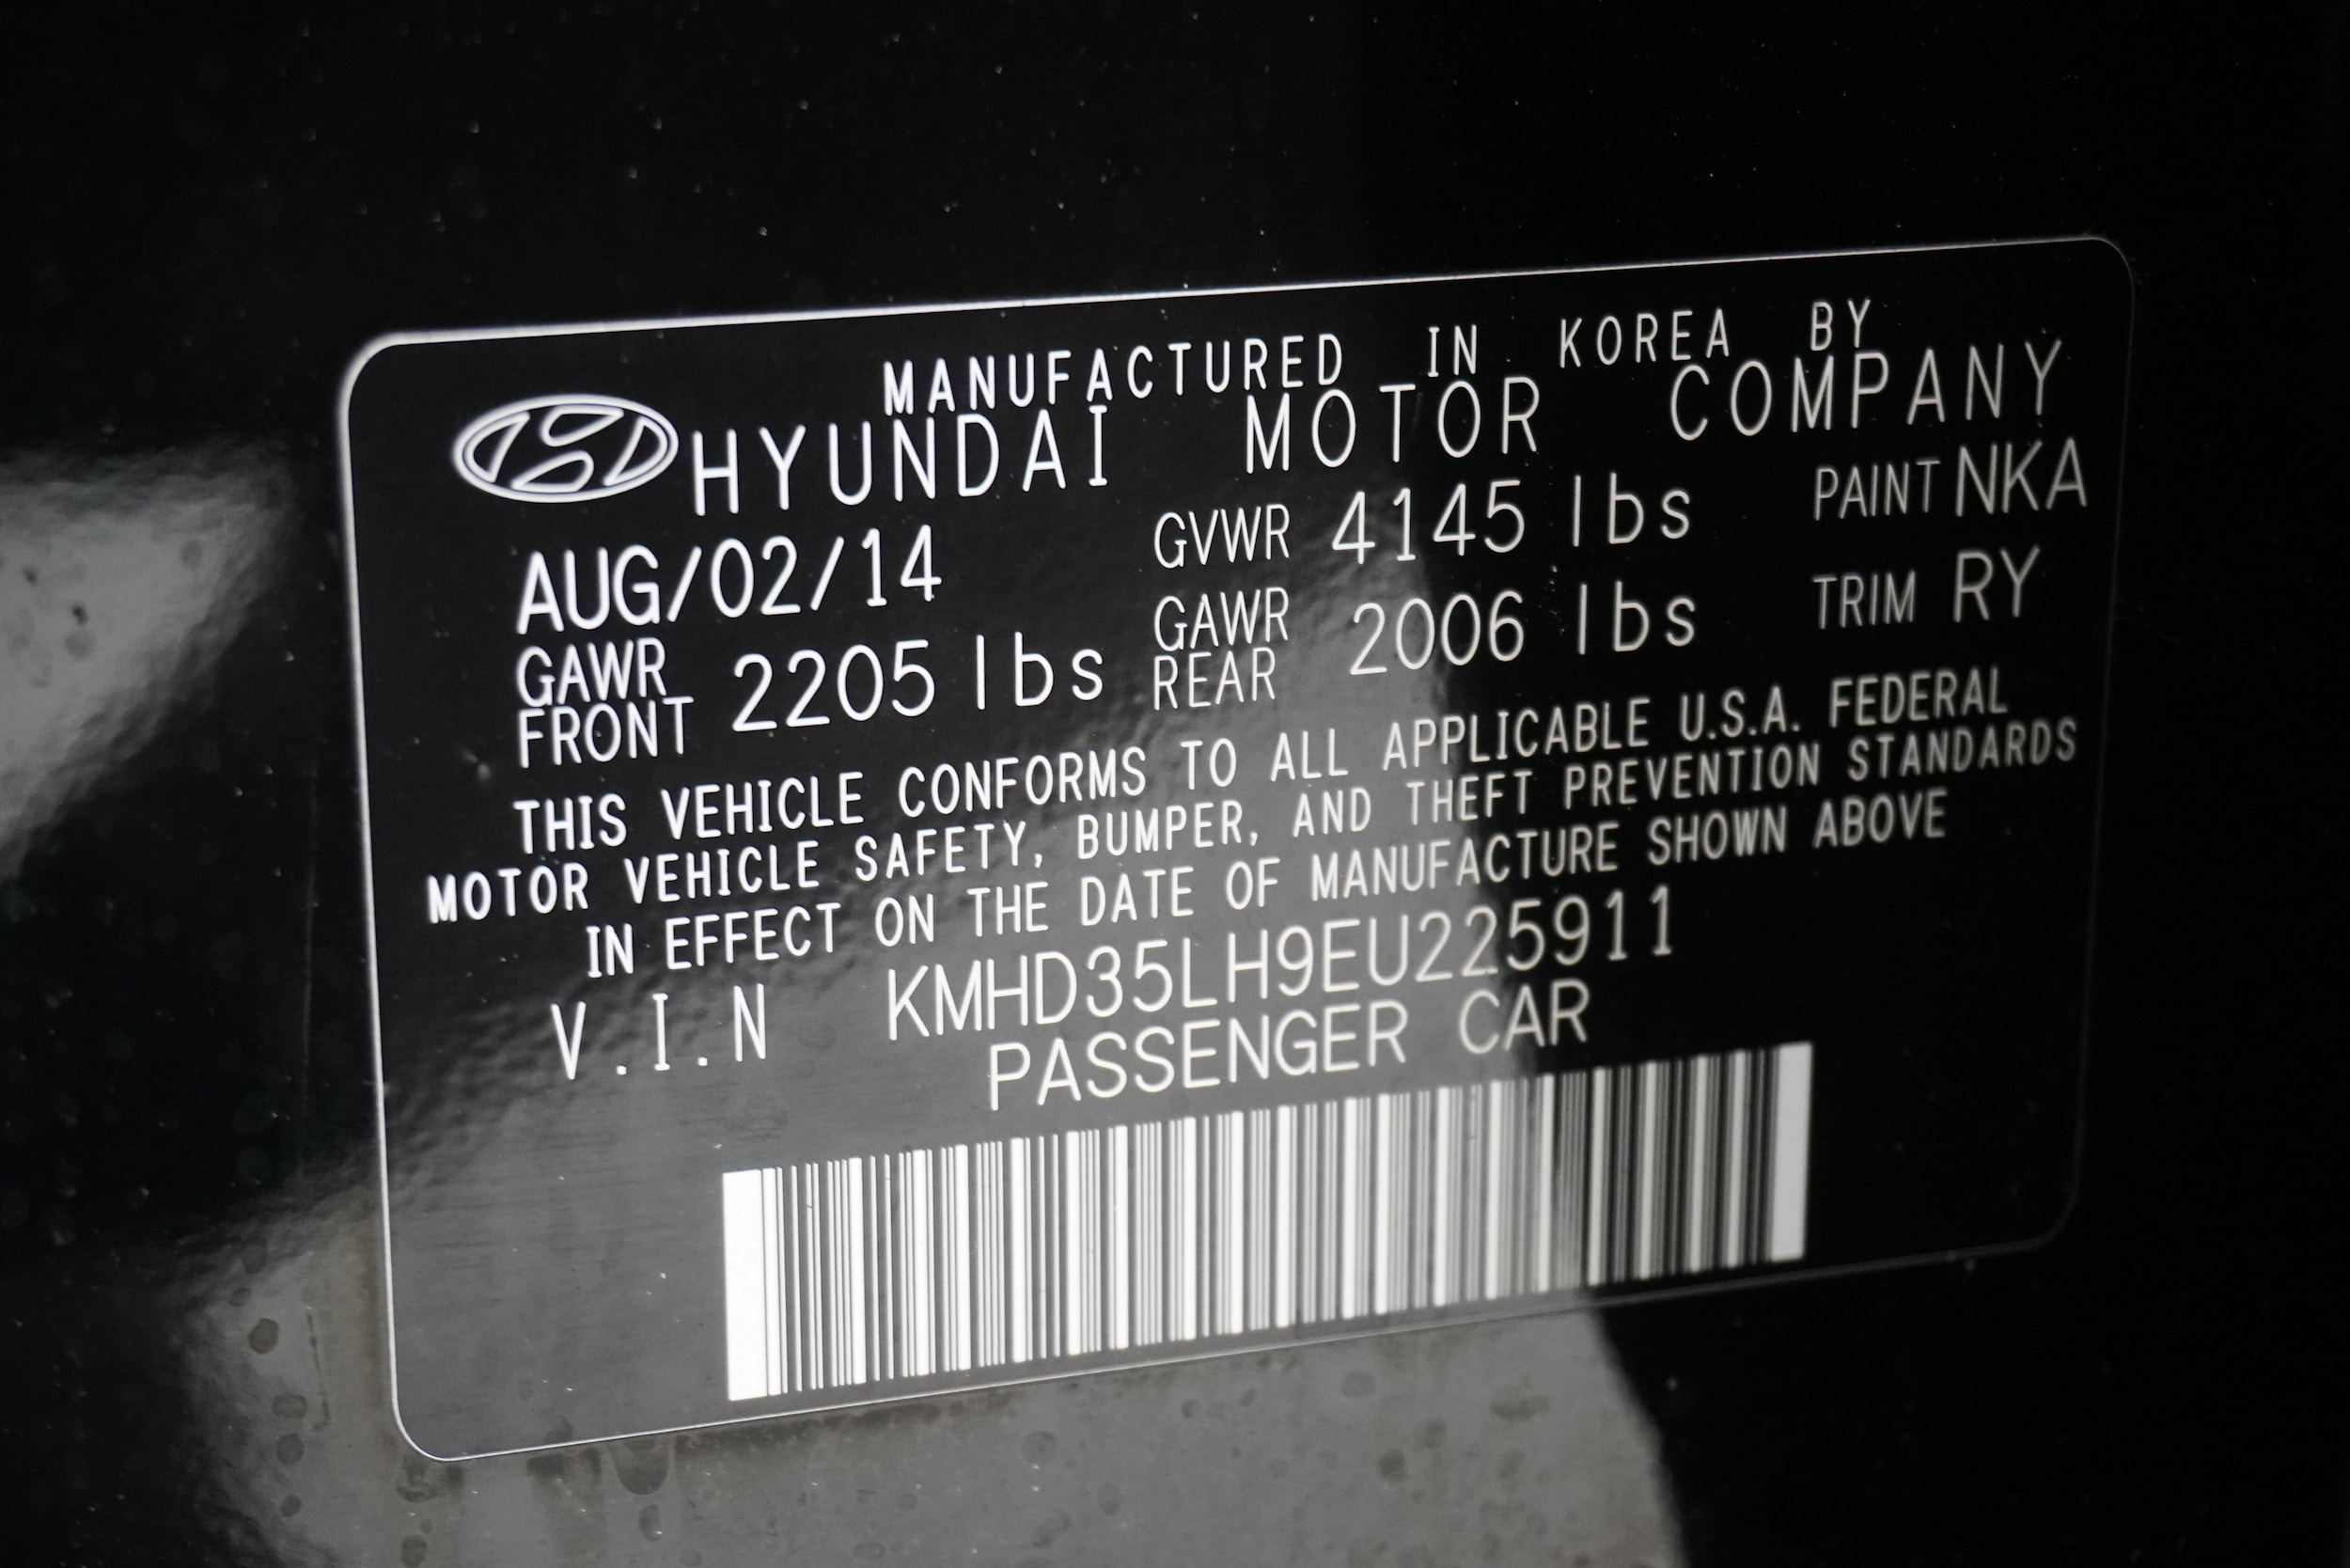 MANUFACTURED IN KOREA BY
HYUNDAI MOTOR COMPANY
AUG/02/14 GVWR 4145 lbs PAINT NKA
GAWR FRONT 2205 lbs GAWR REAR 2006 lbs TRIM RY
THIS VEHICLE CONFORMS TO ALL APPLICABLE U.S.A. FEDERAL
MOTOR VEHICLE SAFETY, BUMPER, AND THEFT PREVENTION STANDARDS
IN EFFECT ON THE DATE OF MANUFACTURE SHOWN ABOVE
V.I.N KMHD35LH9EU225911
PASSENGER CAR